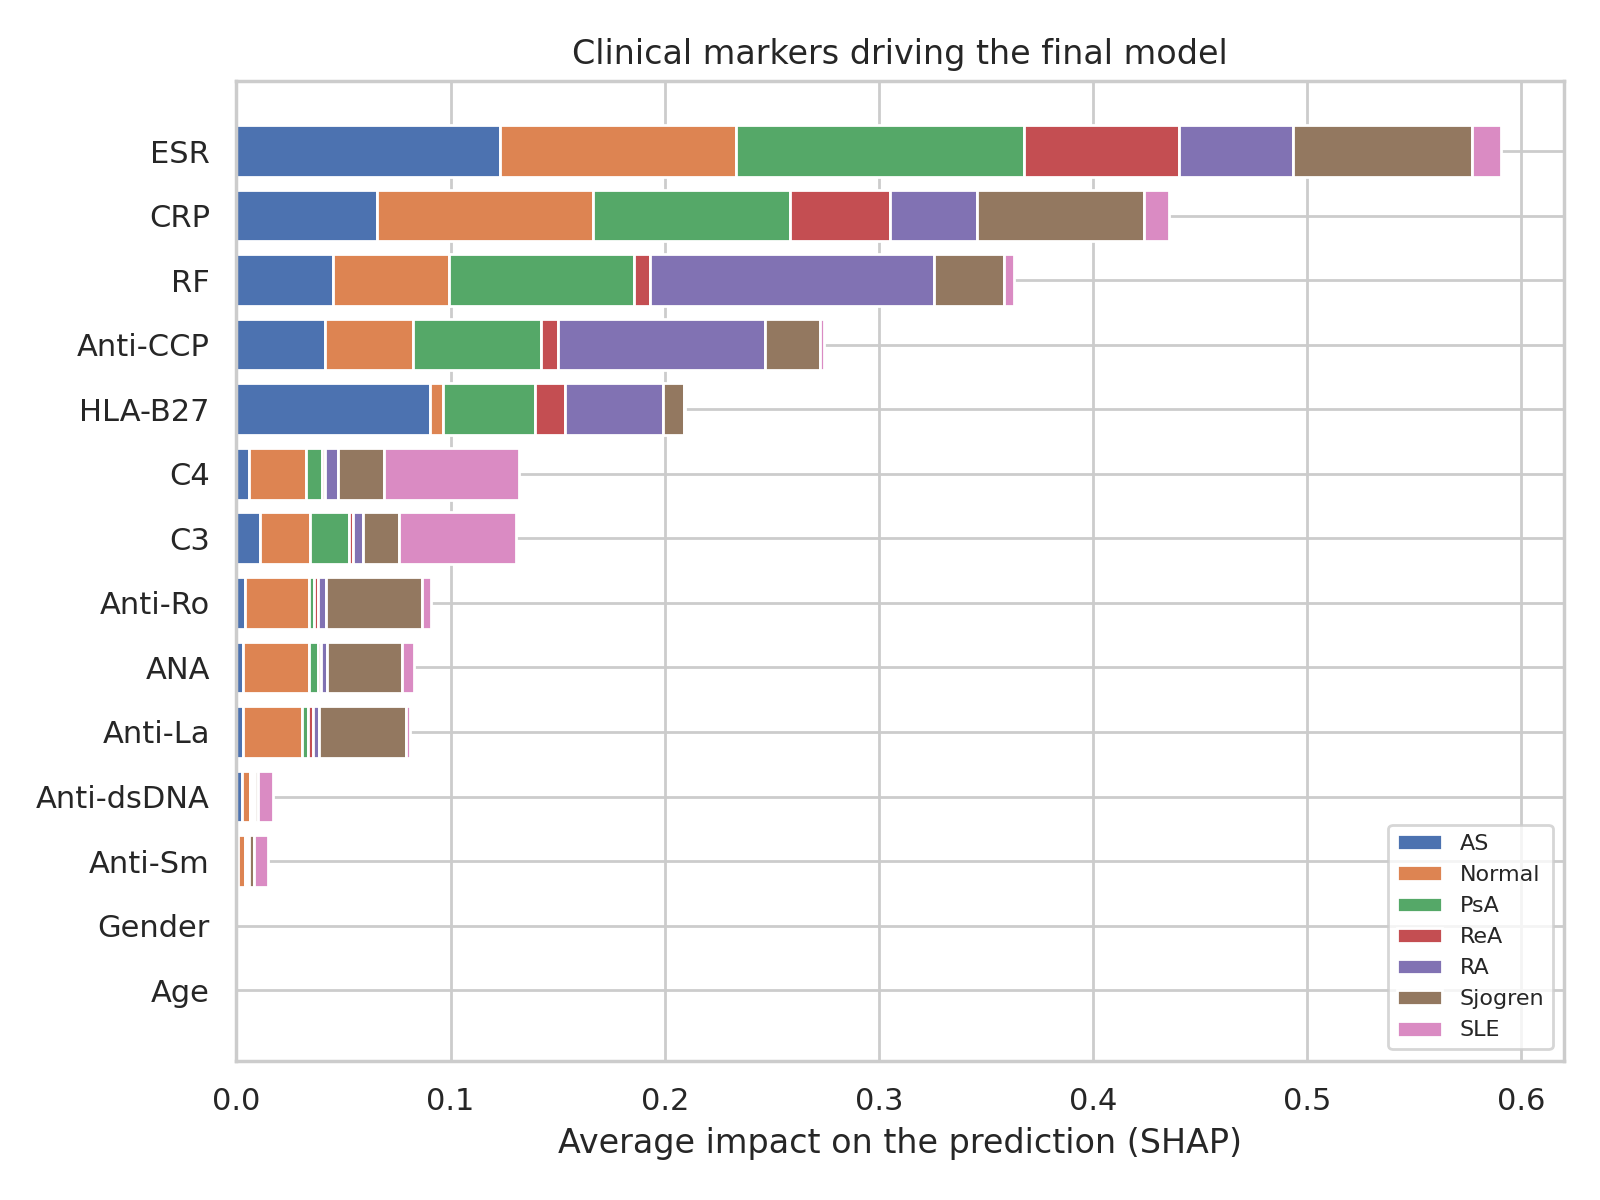 Clinical markers driving the final model
ESR
CRP
RF
Anti-CCP
HLA-B27
C4
C3
Anti-Ro
ANA
Anti-La
Anti-dsDNA
Anti-Sm
Gender
Age
AS
Normal
PsA
ReA
RA
Sjogren
SLE
0.0 0.1 0.2 0.3 0.4 0.5 0.6
Average impact on the prediction (SHAP)